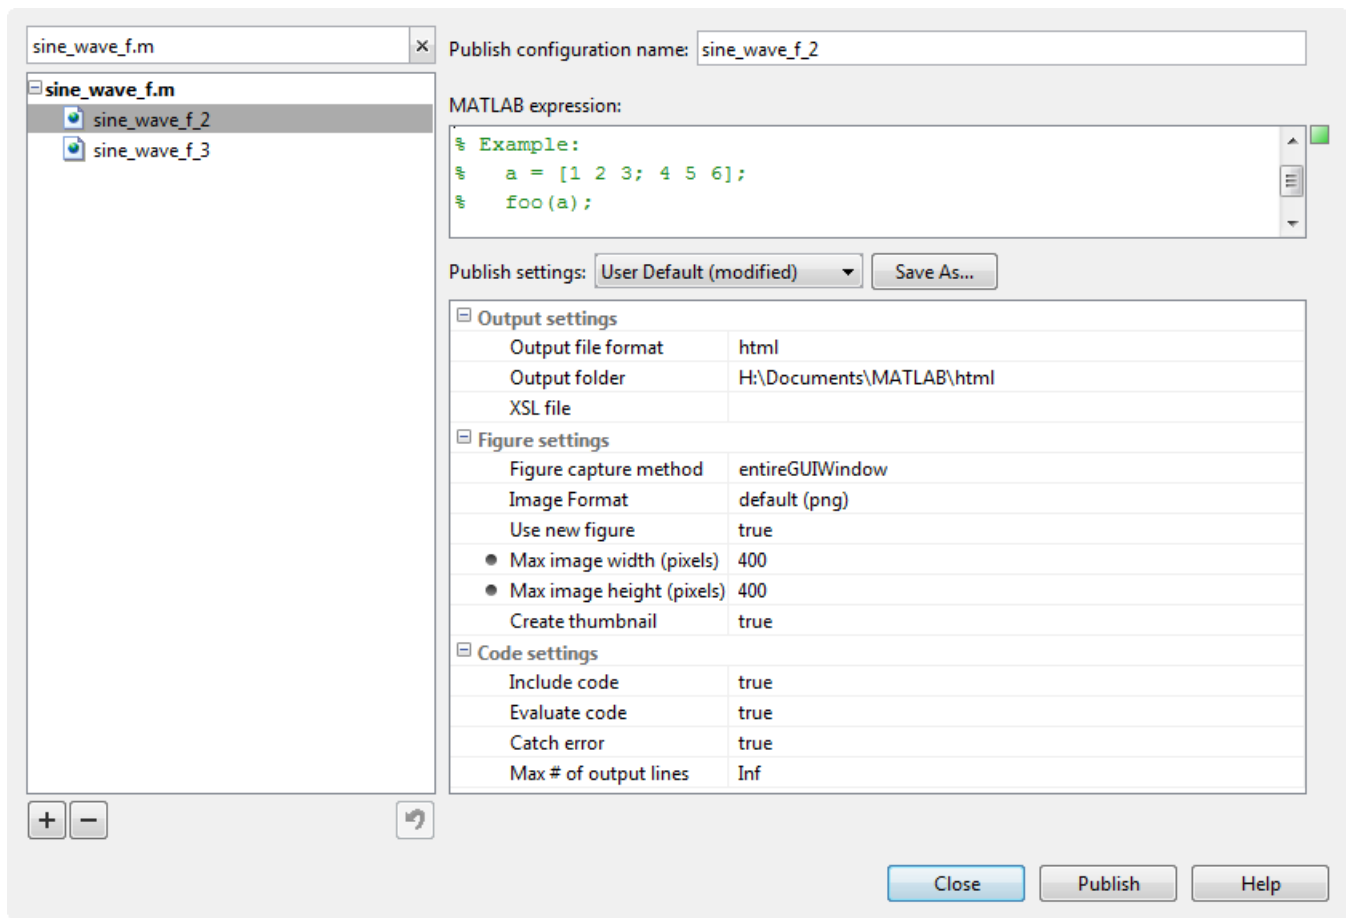 sine_wave_f.m
Publish configuration name: sine_wave_f_2
sine_wave_f.m
sine_wave_f_2
sine_wave_f_3
MATLAB expression:
% Example:
%   a = [1 2 3; 4 5 6];
%   foo(a);
Publish settings: User Default (modified) Save As...
Output settings
Output file format html
Output folder H:\Documents\MATLAB\html
XSL file
Figure settings
Figure capture method entireGUIWindow
Image Format default (png)
Use new figure true
Max image width (pixels) 400
Max image height (pixels) 400
Create thumbnail true
Code settings
Include code true
Evaluate code true
Catch error true
Max # of output lines Inf
Close Publish Help